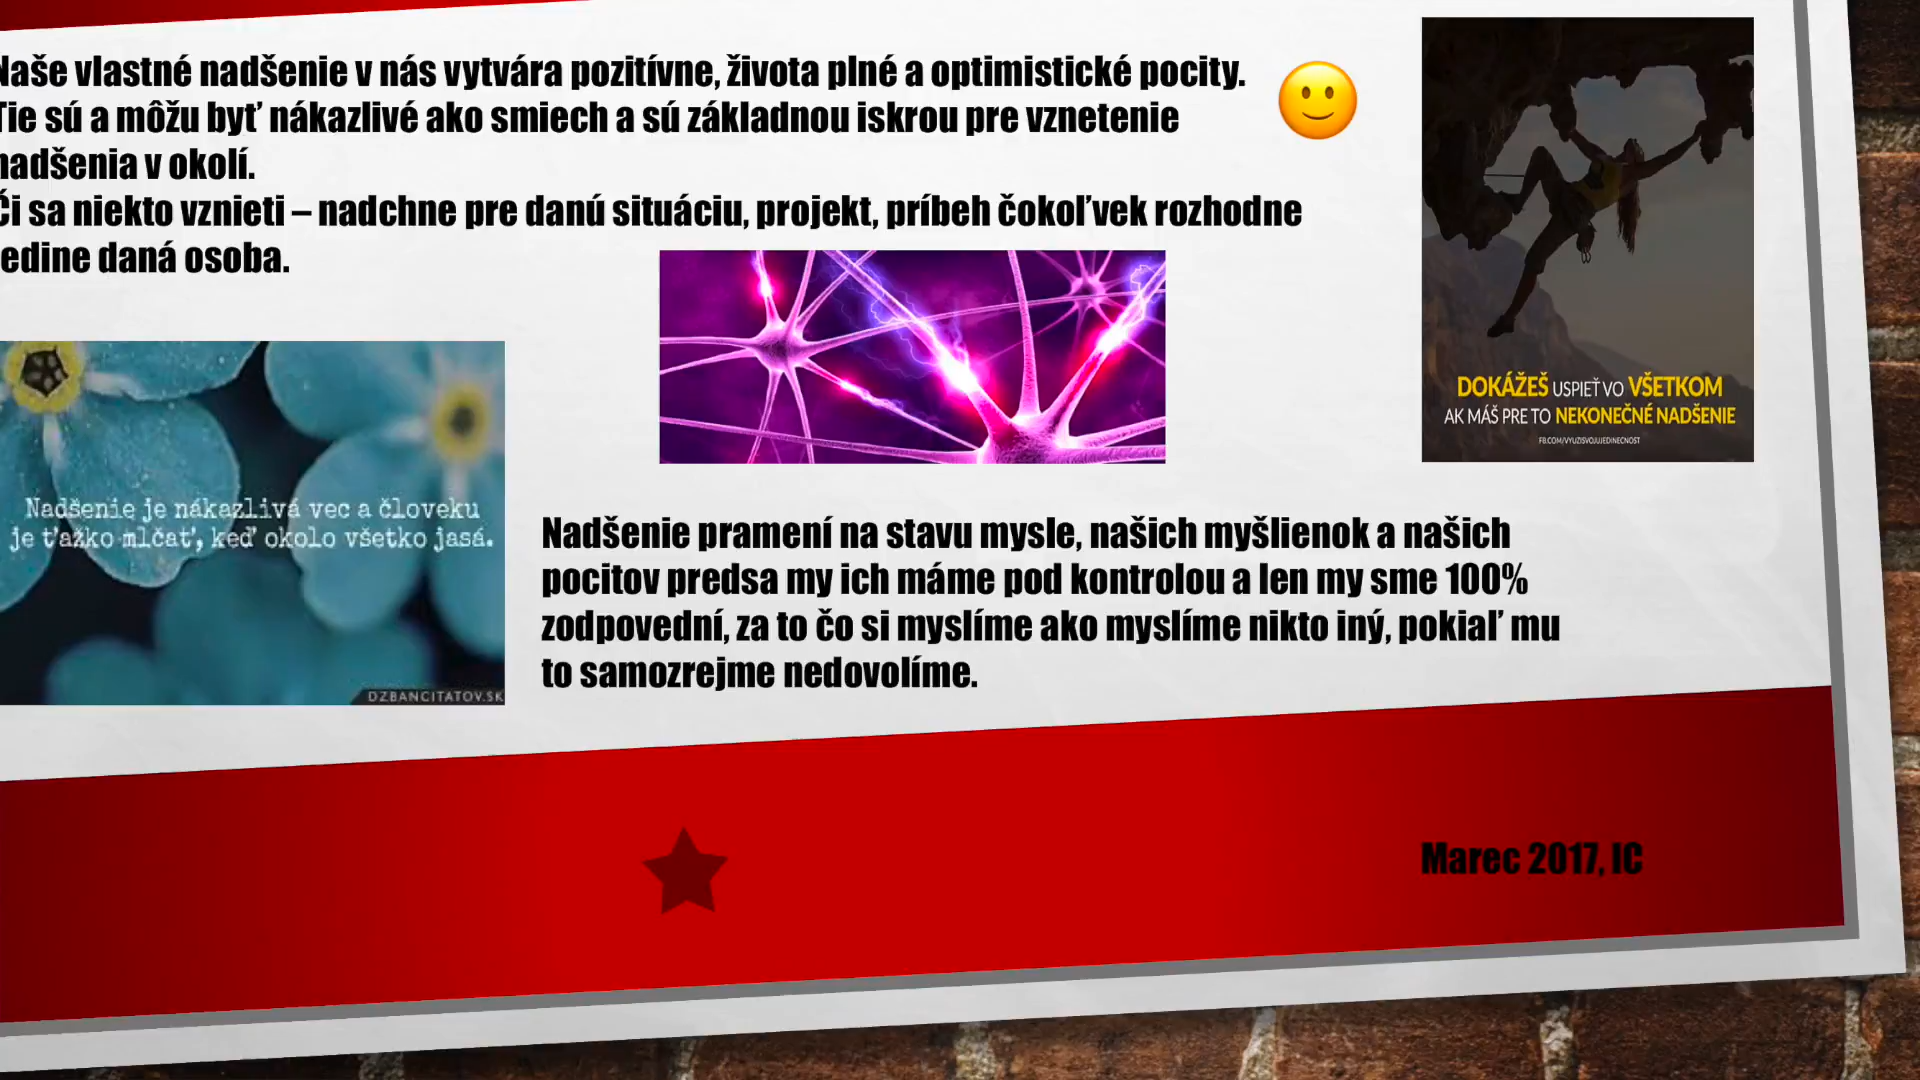 Naše vlastné nadšenie v nás vytvára pozitívne, života plné a optimistické pocity.
Tie sú a môžu byť nákazlivé ako smiech a sú základnou iskrou pre vznetenie
nadšenia v okolí.
Či sa niekto vznieti – nadchne pre danú situáciu, projekt, príbeh čokoľvek rozhodne
jedine daná osoba.
DOKÁŽEŠ USPIEŤ VO VŠETKOM
AK MÁŠ PRE TO NEKONEČNÉ NADŠENIE
FB.COM/VYUZISVOJUJEDINECNOST
Nadšenie je nákazlivá vec a človeku
je ťažko mlčať, keď okolo všetko jasá.
DZBANCITATOV.SK
Nadšenie pramení na stavu mysle, našich myšlienok a našich
pocitov predsa my ich máme pod kontrolou a len my sme 100%
zodpovední, za to čo si myslíme ako myslíme nikto iný, pokiaľ mu
to samozrejme nedovolíme.
Marec 2017, IC